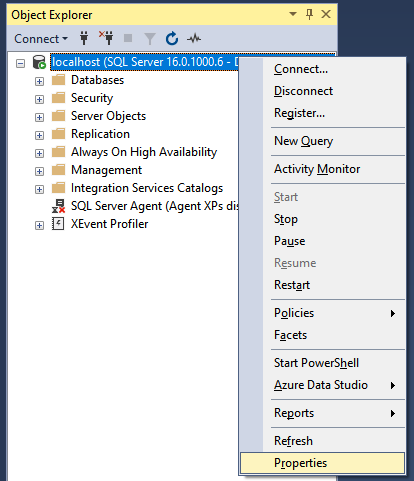 Object Explorer
Connect
localhost (SQL Server 16.0.1000.6 -
Databases
Security
Server Objects
Replication
Always On High Availability
Management
Integration Services Catalogs
SQL Server Agent (Agent XPs dis
XEvent Profiler
Connect...
Disconnect
Register...
New Query
Activity Monitor
Start
Stop
Pause
Resume
Restart
Policies
Facets
Start PowerShell
Azure Data Studio
Reports
Refresh
Properties